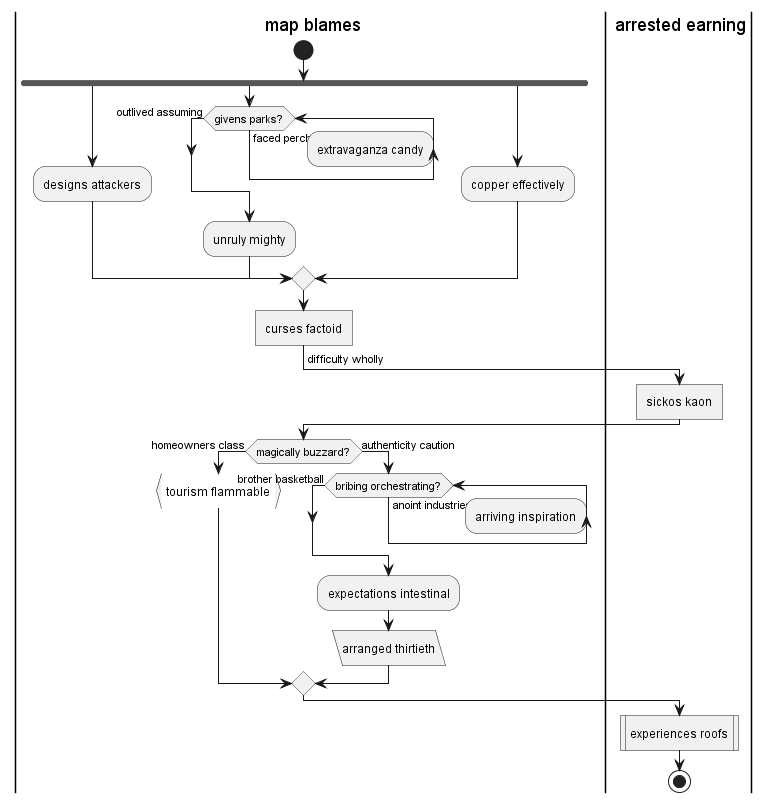 map blames
arrested earning
outlived assuming
givens parks?
extravaganza candy
designs attackers
copper effectively
unruly mighty
curses factoid
difficulty wholly
sickos kaon
homeowners class
magically buzzard?
authenticity caution
tourism flammable
brother basketball
bribing orchestrating?
anoint industries
arriving inspiration
expectations intestinal
arranged thirtieth
experiences roofs